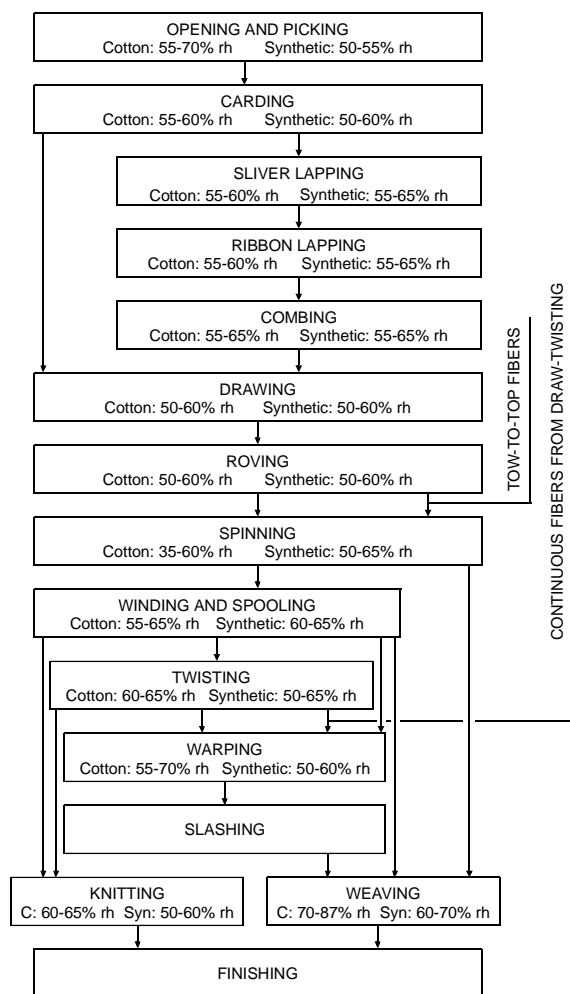 OPENING AND PICKING
Cotton: 55-70% rh Synthetic: 50-55% rh
CARDING
Cotton: 55-60% rh Synthetic: 50-60% rh
SLIVER LAPPING
Cotton: 55-60% rh Synthetic: 55-65% rh
RIBBON LAPPING
Cotton: 55-60% rh Synthetic: 55-65% rh
COMBING
Cotton: 55-65% rh Synthetic: 55-65% rh
DRAWING
Cotton: 50-60% rh Synthetic: 50-60% rh
ROVING
Cotton: 50-60% rh Synthetic: 50-60% rh
TOW-TO-TOP FIBERS
CONTINUOUS FIBERS FROM DRAW-TWISTING
SPINNING
Cotton: 35-60% rh Synthetic: 50-65% rh
WINDING AND SPOOLING
Cotton: 55-65% rh Synthetic: 60-65% rh
TWISTING
Cotton: 60-65% rh Synthetic: 50-65% rh
WARPING
Cotton: 55-70% rh Synthetic: 50-60% rh
SLASHING
KNITTING
C: 60-65% rh Syn: 50-60% rh
WEAVING
C: 70-87% rh Syn: 60-70% rh
FINISHING